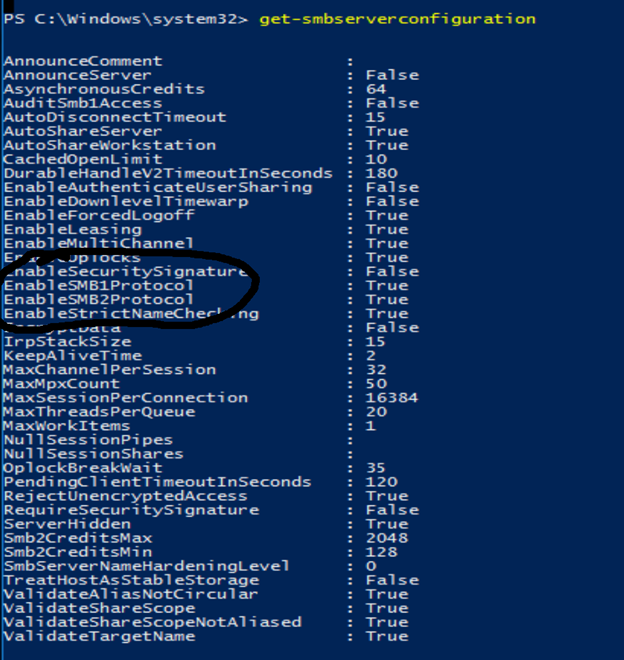 PS C:\Windows\system32> get-smbserverconfiguration
AnnounceComment :
AnnounceServer : False
AsynchronousCredits : 64
AuditSmb1Access : False
AutoDisconnectTimeout : 15
AutoShareServer : True
AutoShareWorkstation : True
CachedOpenLimit : 10
DurableHandleV2TimeoutInSeconds : 180
EnableAuthenticateUserSharing : False
EnableDownlevelTimewarp : False
EnableForcedLogoff : True
EnableLeasing : True
EnableMultiChannel : True
EnableOplocks : True
EnableSecuritySignature : False
EnableSMB1Protocol : True
EnableSMB2Protocol : True
EnableStrictNameChecking : True
EncryptData : False
IrpStackSize : 15
KeepAliveTime : 2
MaxChannelPerSession : 32
MaxMpxCount : 50
MaxSessionPerConnection : 16384
MaxThreadsPerQueue : 20
MaxWorkItems : 1
NullSessionPipes :
NullSessionShares :
OplockBreakWait : 35
PendingClientTimeoutInSeconds : 120
RejectUnencryptedAccess : True
RequireSecuritySignature : False
ServerHidden : True
Smb2CreditsMax : 2048
Smb2CreditsMin : 128
SmbServerNameHardeningLevel : 0
TreatHostAsStableStorage : False
ValidateAliasNotCircular : True
ValidateShareScope : True
ValidateShareScopeNotAliased : True
ValidateTargetName : True